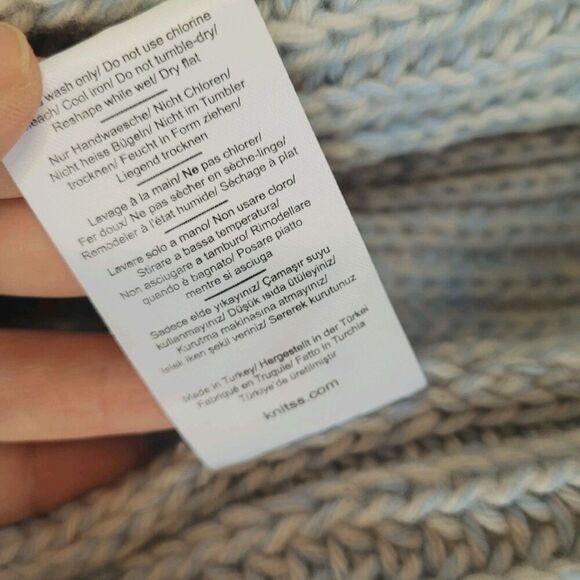 wash only/ Do not use chlorine
bleach/ Cool iron/ Do not tumble-dry/
Reshape while wet/ Dry flat
Nur Handwaesche/ Nicht Chloren/
Nicht heiss Bügeln/ Nicht im Tumbler
trocknen/ Feucht in Form ziehen/
Liegend trocknen
Lavage à la main/ Ne pas chlorer/
Fer doux/ Ne pas sécher en sèche-linge/
Remodeler à l'état humide/ Séchage à plat
Lavare solo a mano/ Non usare cloro/
Stirare a bassa temperatura/
Non asciugare a tamburo/ Rimodellare
quando è bagnato/ Posare piatto
mentre si asciuga
Sadece elde yıkayınız/ Çamaşır suyu
kullanmayınız/ Düşük ısıda ütüleyiniz/
Kurutma makinasına atmayınız/
Islak iken şekil veriniz/ Sererek kurutunuz
Made in Turkey/ Hergestellt in der Türkei
Fabriqué en Truquie/ Fatto in Turchia
Türkiye'de üretilmiştir
knitss.com